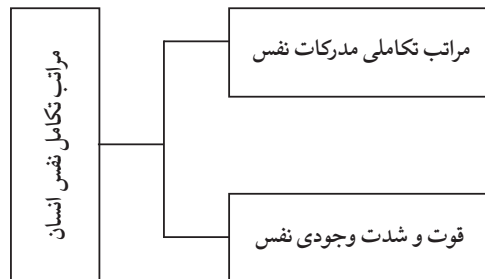 مراتب تکامل نفس انسان
مراتب تکاملی مدرکات نفس
قوت و شدت وجودی نفس